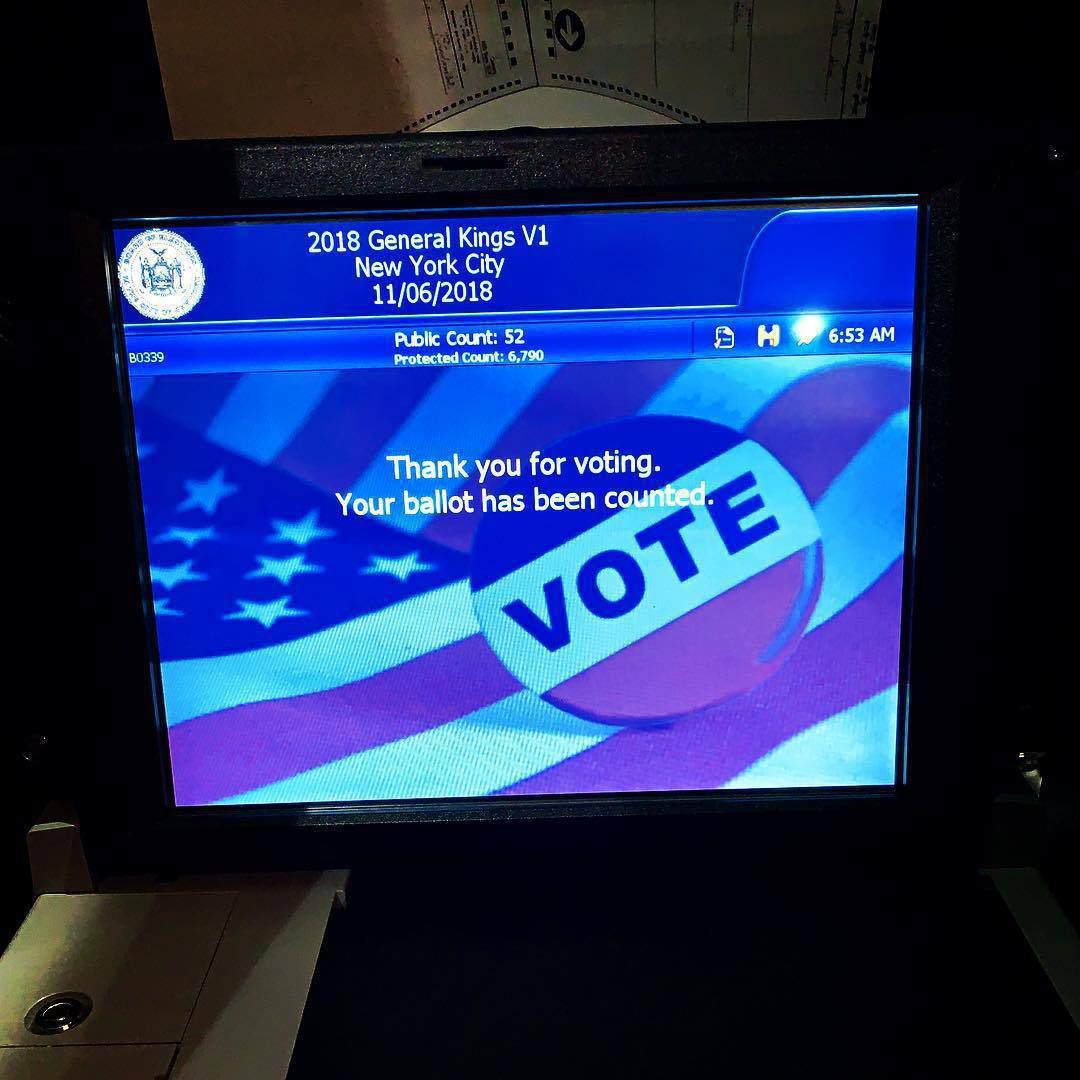 2018 General Kings V1
New York City
11/06/2018
Public Count: 52
Protected Count: 6,790
B0339
6:53 AM
Thank you for voting.
Your ballot has been counted.
VOTE